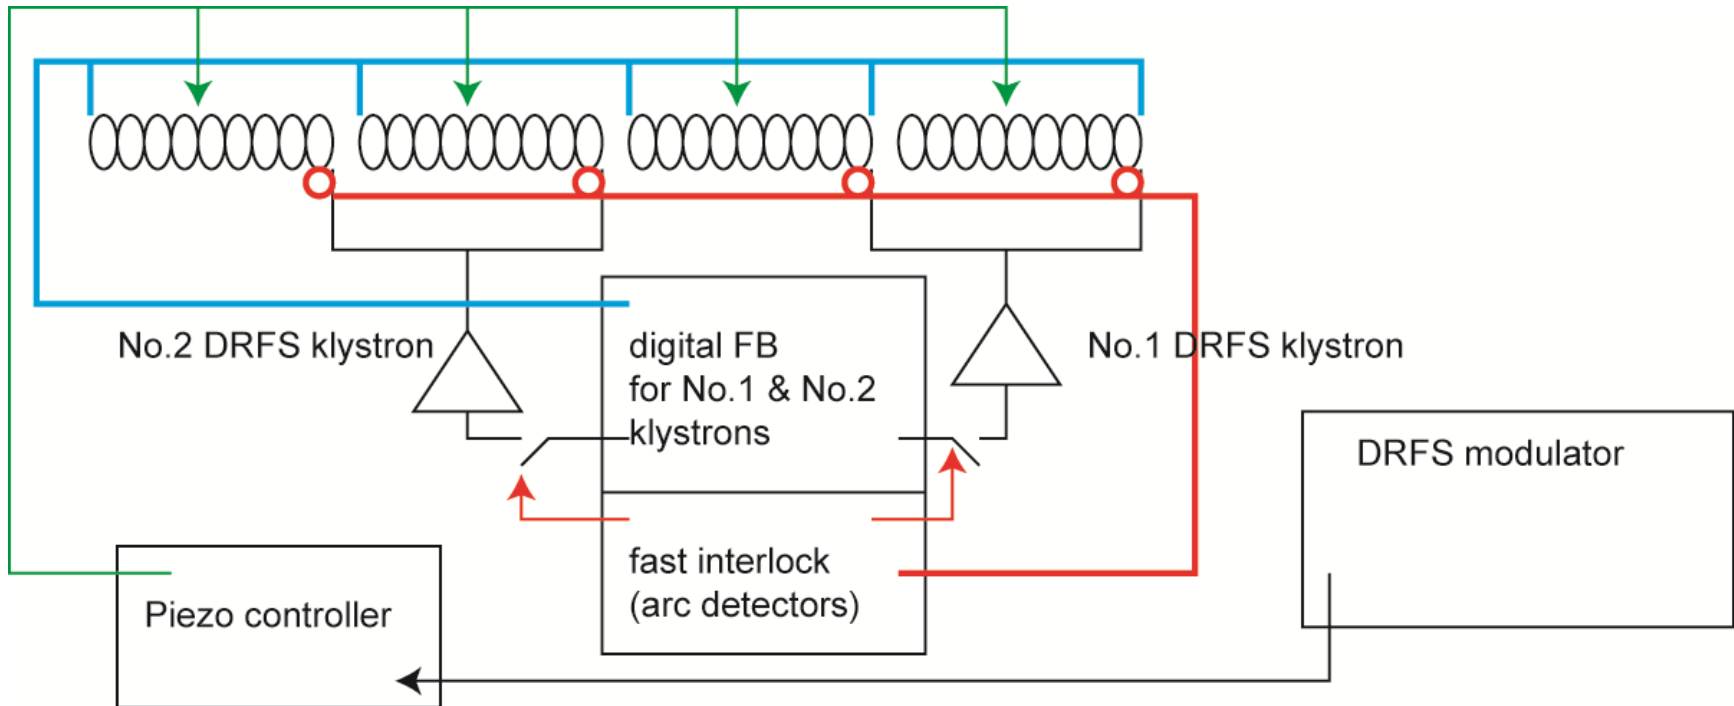 No.2 DRFS klystron
digital FB
for No.1 & No.2
klystrons
No.1 DRFS klystron
DRFS modulator
fast interlock
(arc detectors)
Piezo controller